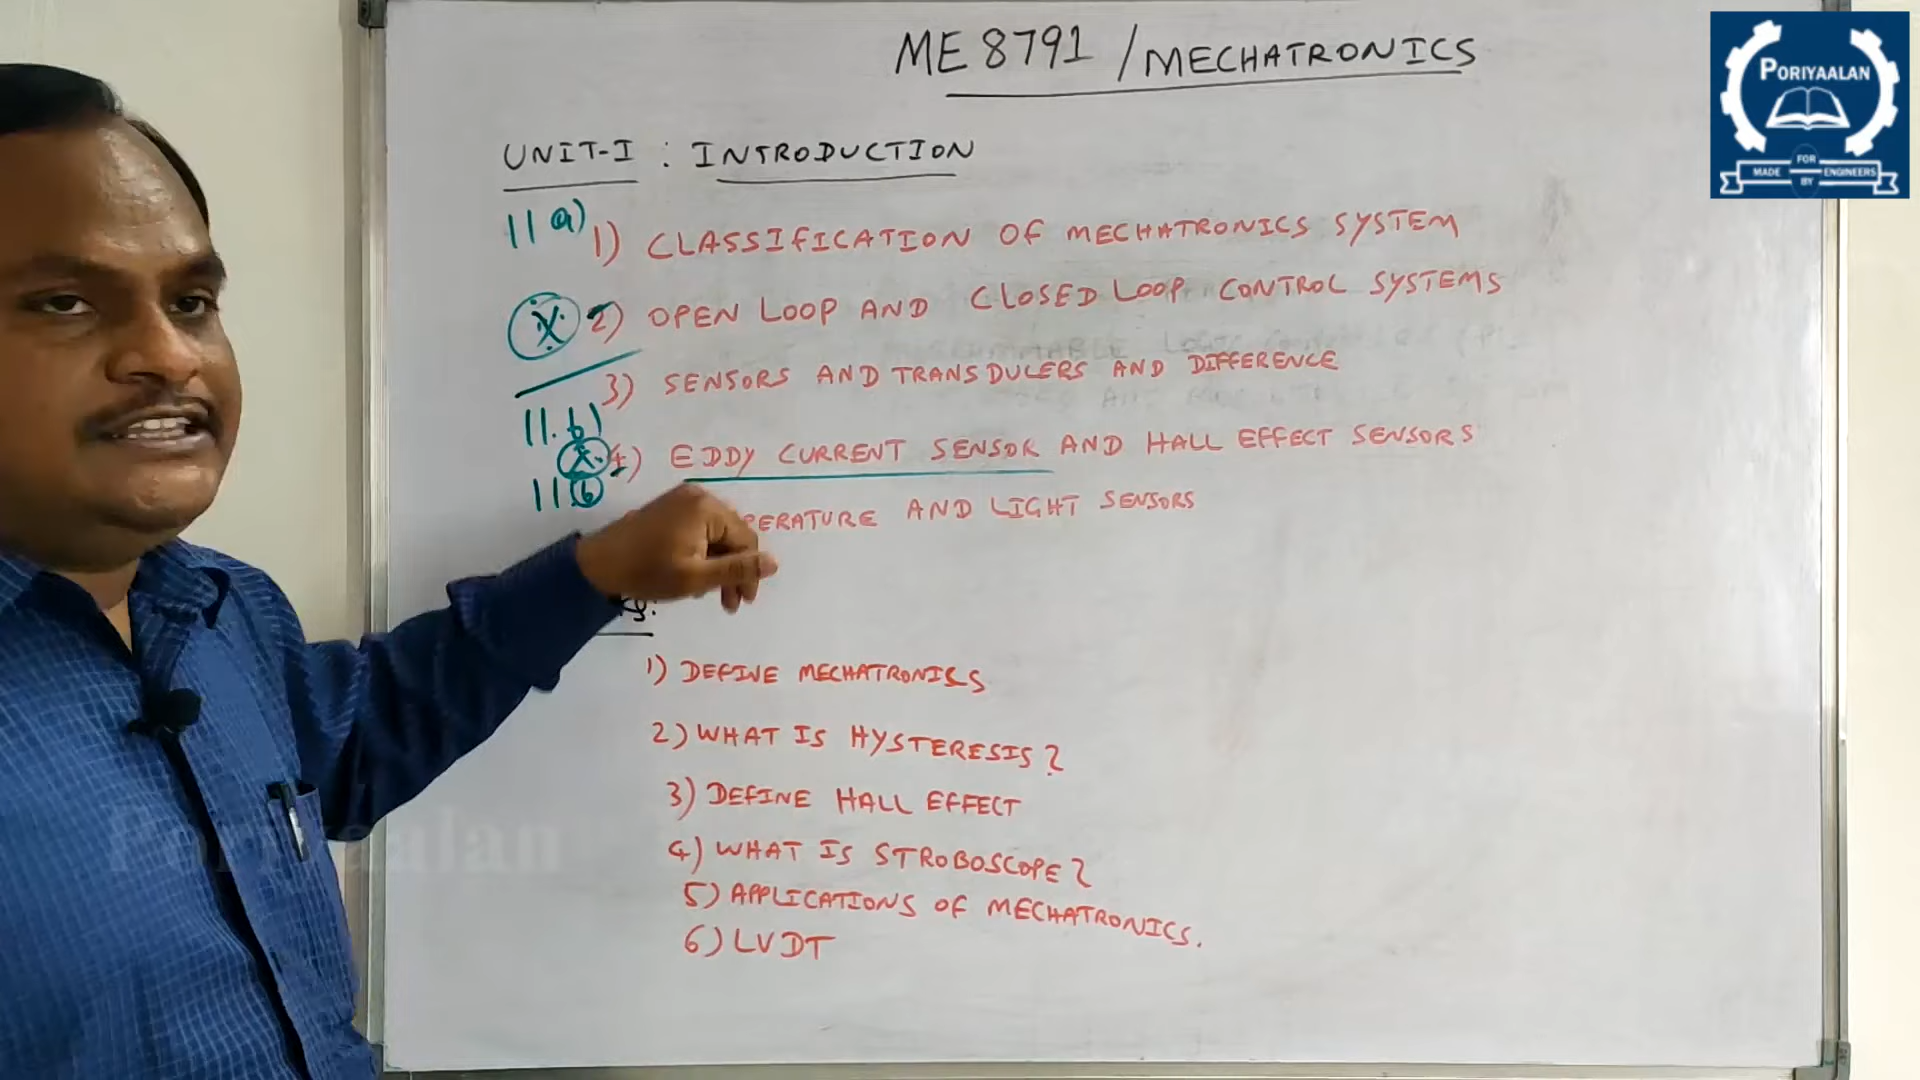 ME 8791 / MECHATRONICS
PORIYAALAN
MADE FOR BY ENGINEERS
UNIT-I : INTRODUCTION
11 a) 1) CLASSIFICATION OF MECHATRONICS SYSTEM
X 2) OPEN LOOP AND CLOSED LOOP CONTROL SYSTEMS
3) SENSORS AND TRANSDUCERS AND DIFFERENCE
11. b)
X 4) EDDY CURRENT SENSOR AND HALL EFFECT SENSORS
11 b
PERATURE AND LIGHT SENSORS
1) DEFINE MECHATRONICS
2) WHAT IS HYSTERESIS?
3) DEFINE HALL EFFECT
4) WHAT IS STROBOSCOPE?
5) APPLICATIONS OF MECHATRONICS.
6) LVDT
Poriyaalan